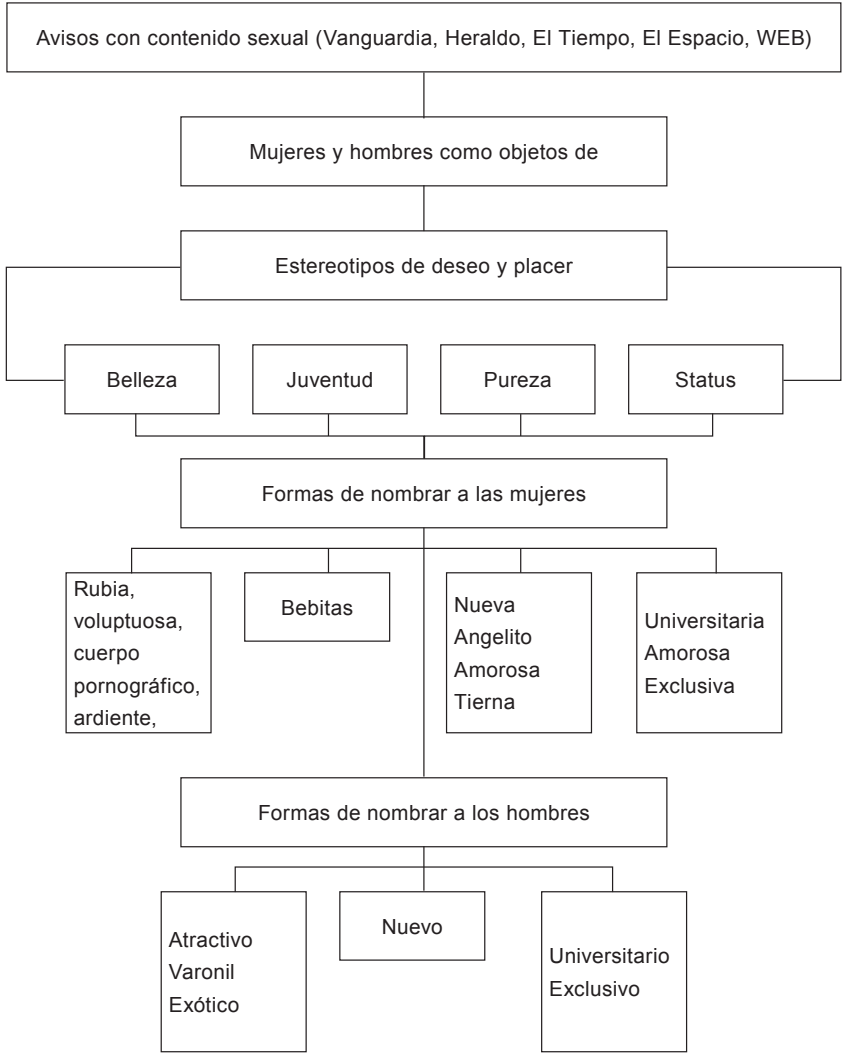 Avisos con contenido sexual (Vanguardia, Heraldo, El Tiempo, El Espacio, WEB)
Mujeres y hombres como objetos de
Estereotipos de deseo y placer
Belleza
Juventud
Pureza
Status
Formas de nombrar a las mujeres
Rubia,
voluptuosa,
cuerpo
pornográfico,
ardiente,
Bebitas
Nueva
Angelito
Amorosa
Tierna
Universitaria
Amorosa
Exclusiva
Formas de nombrar a los hombres
Atractivo
Varonil
Exótico
Nuevo
Universitario
Exclusivo